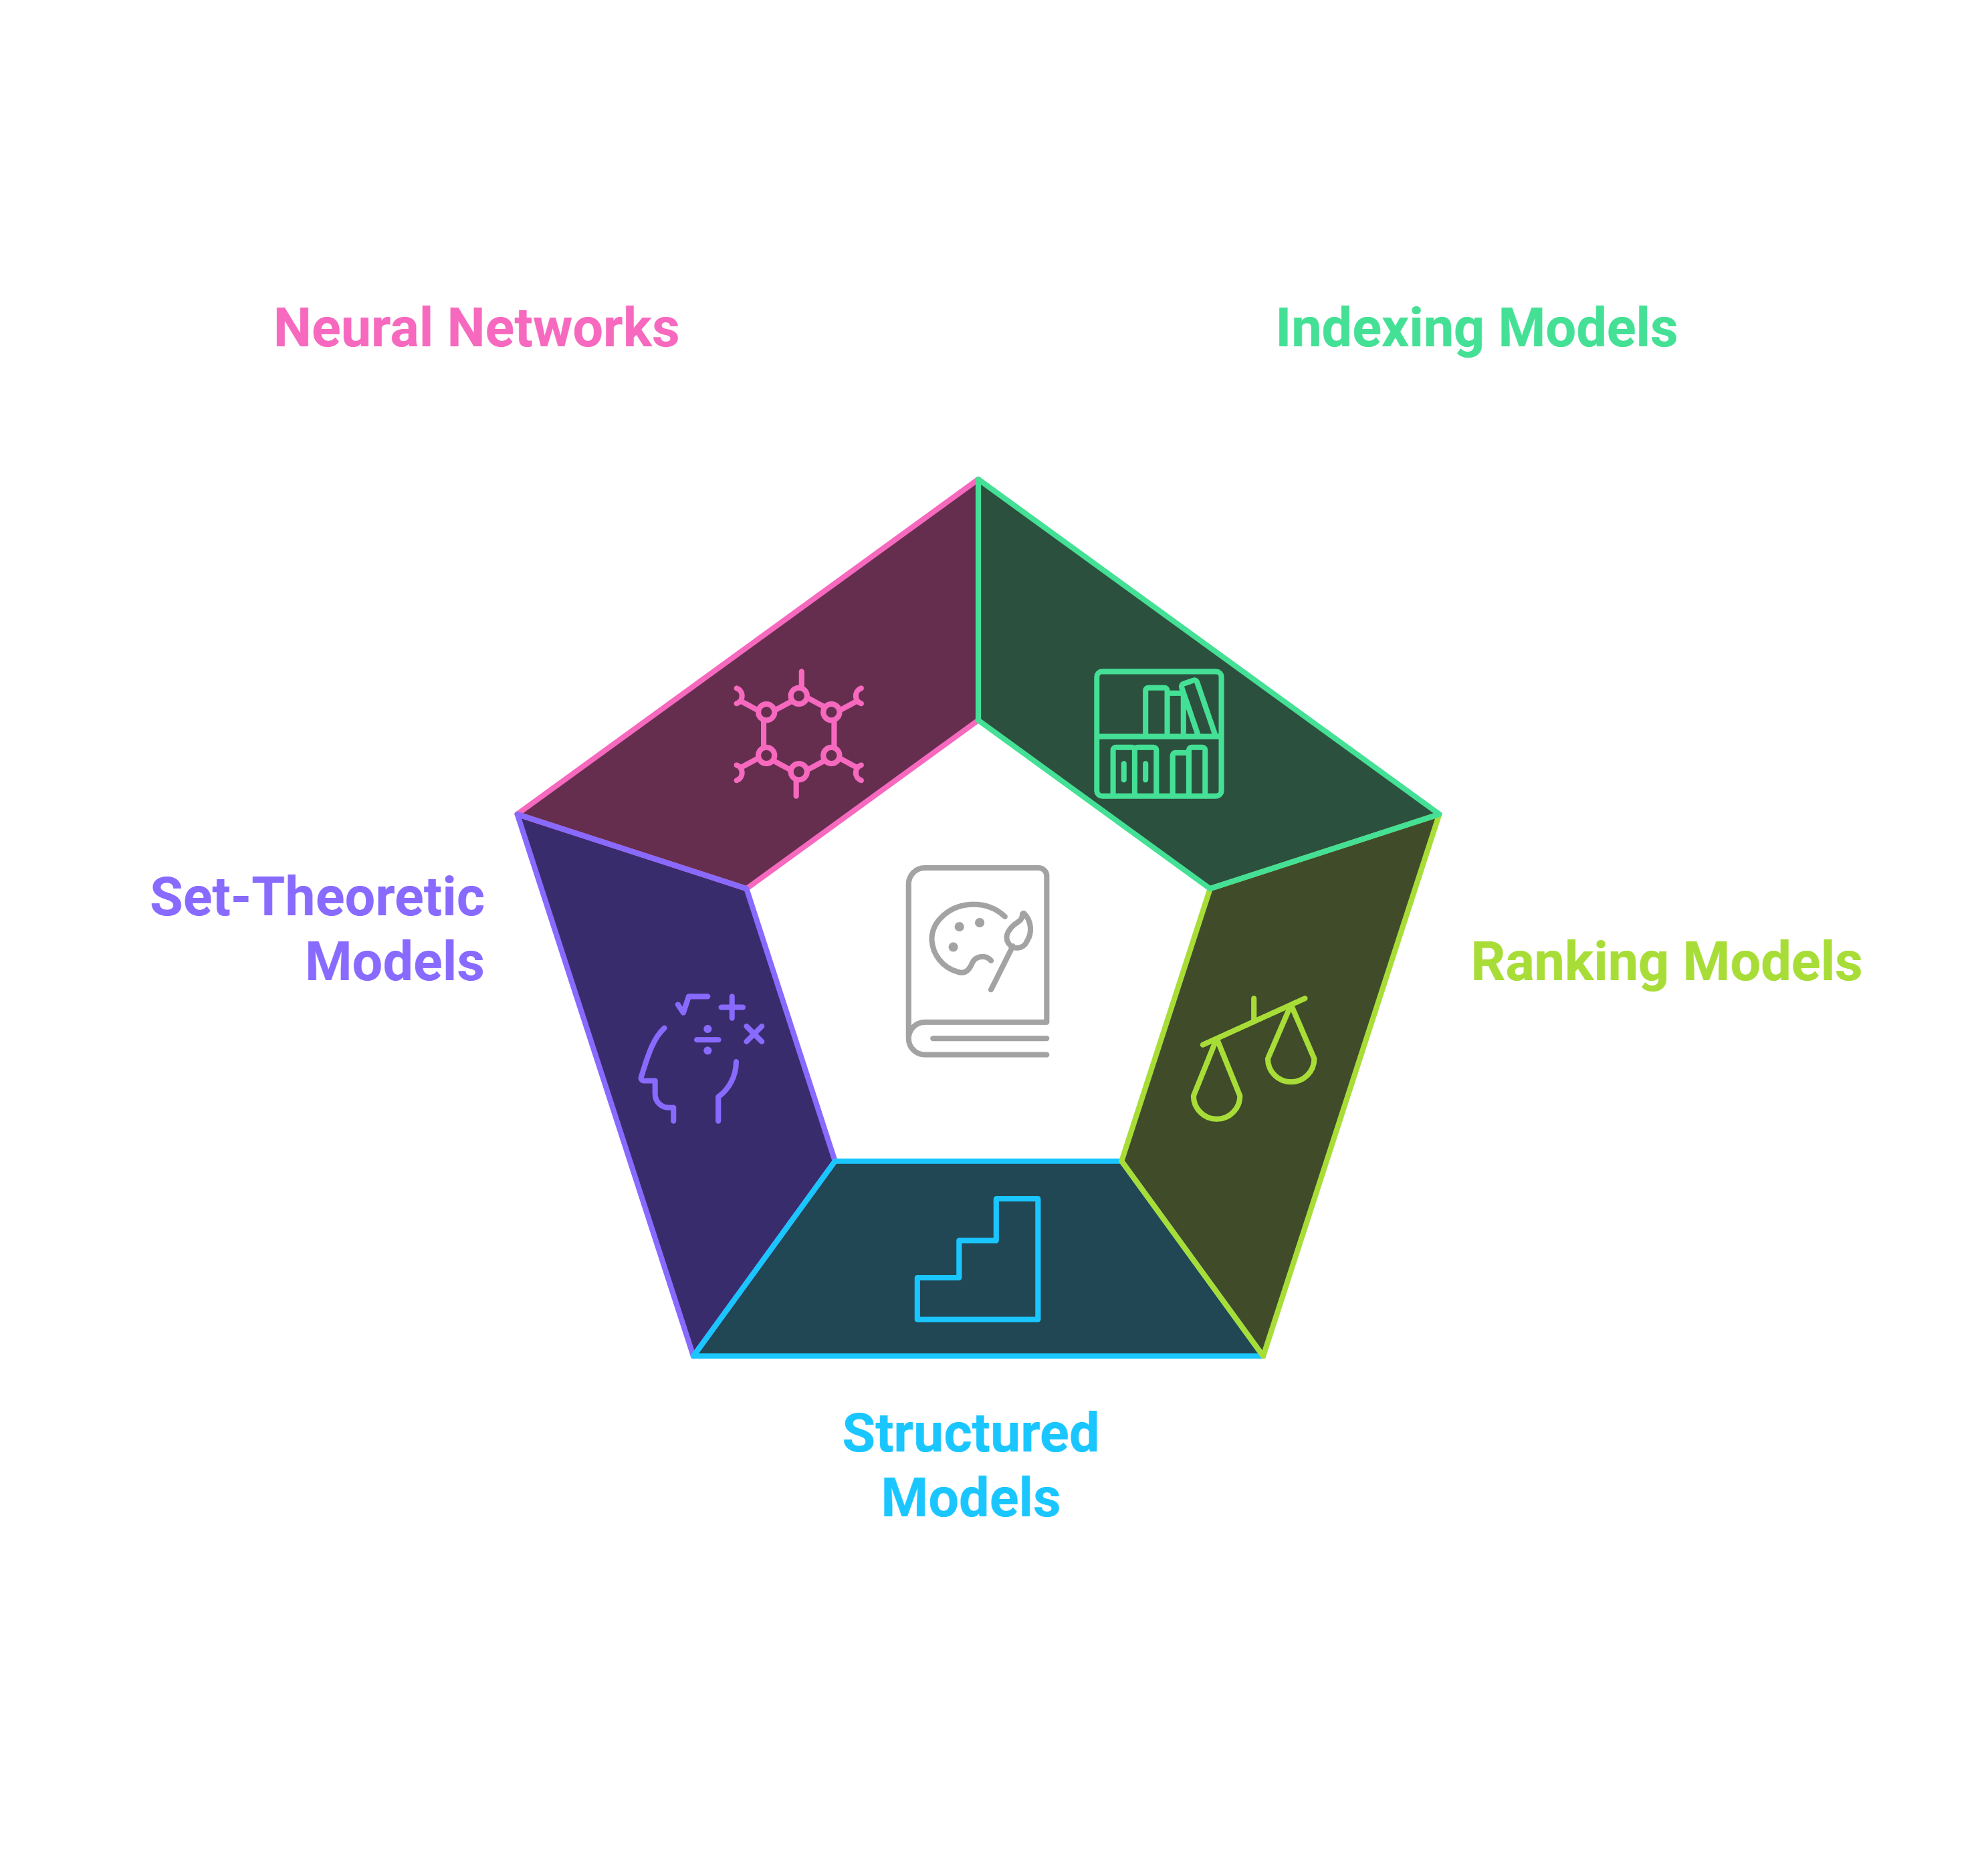 Neural Networks
Indexing Models
Set-Theoretic
Models
Ranking Models
Structured
Models